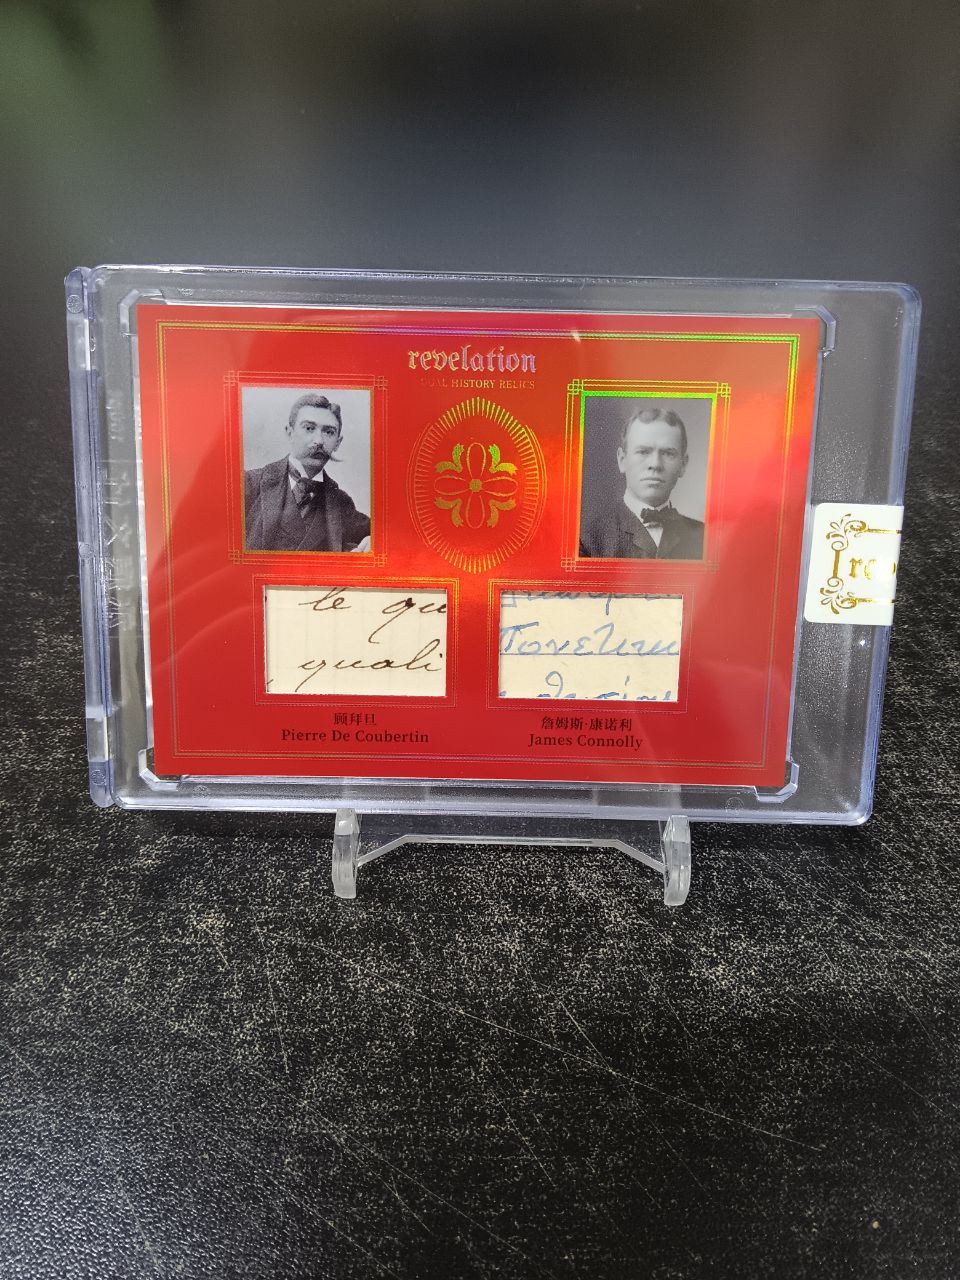 revelation
DUAL HISTORY RELICS
le qu
quali
Πονεζικ
顾拜旦
Pierre De Coubertin
詹姆斯·康诺利
James Connolly